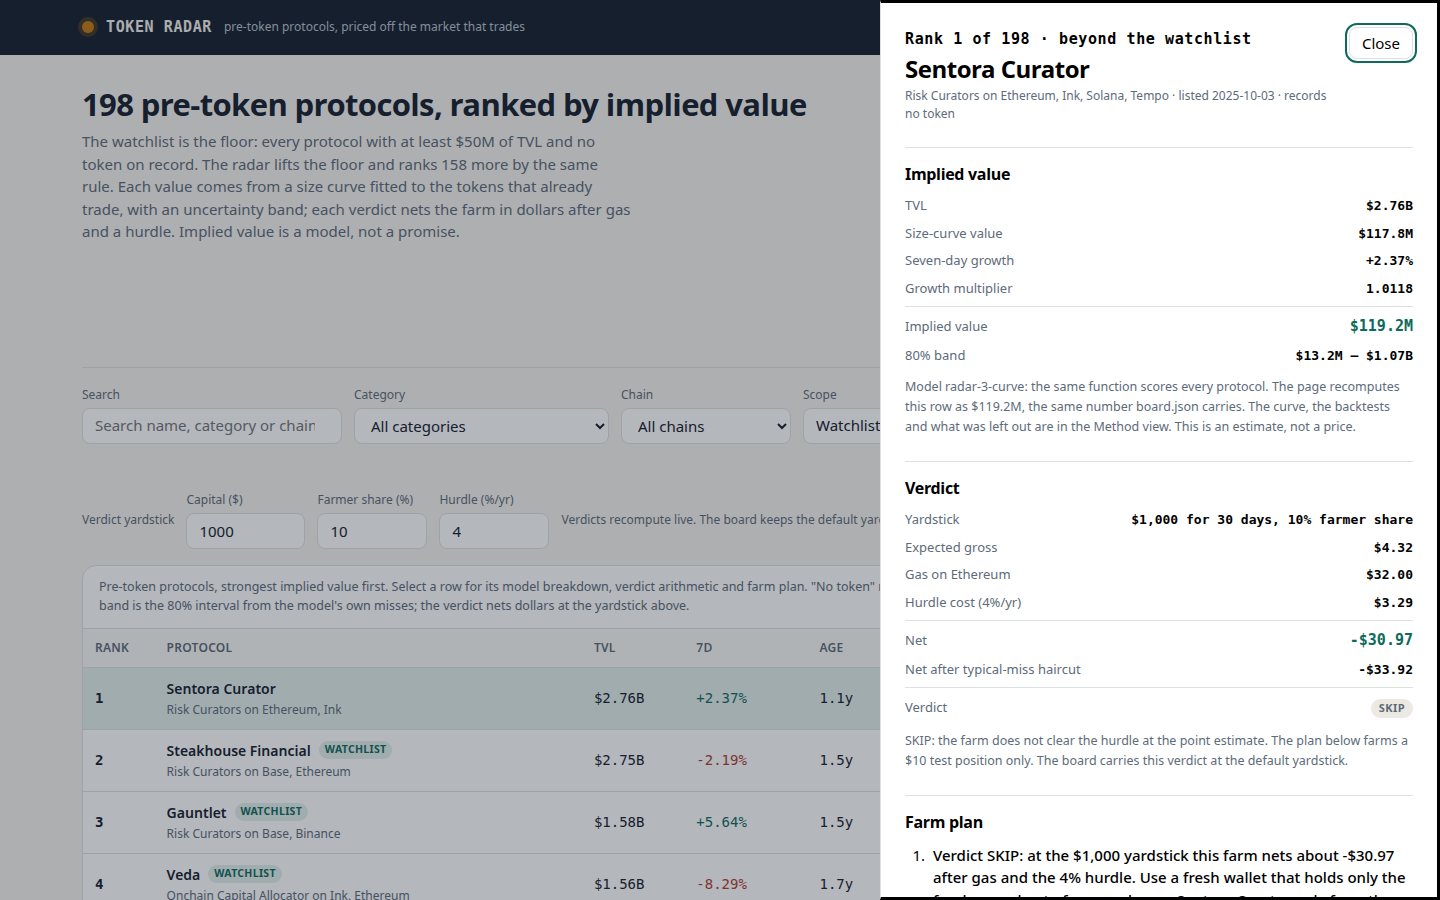 TOKEN RADAR pre-token protocols, priced off the market that trades
198 pre-token protocols, ranked by implied value
The watchlist is the floor: every protocol with at least $50M of TVL and no
token on record. The radar lifts the floor and ranks 158 more by the same
rule. Each value comes from a size curve fitted to the tokens that already
trade, with an uncertainty band; each verdict nets the farm in dollars after gas
and a hurdle. Implied value is a model, not a promise.
Search Category Chain Scope
Search name, category or chain All categories All chains Watchlist
Verdict yardstick Capital ($) Farmer share (%) Hurdle (%/yr)
1000 10 4
Verdicts recompute live. The board keeps the default yar
Pre-token protocols, strongest implied value first. Select a row for its model breakdown, verdict arithmetic and farm plan. "No token"
band is the 80% interval from the model's own misses; the verdict nets dollars at the yardstick above.
RANK PROTOCOL TVL 7D AGE
1 Sentora Curator $2.76B +2.37% 1.1y
Risk Curators on Ethereum, Ink
2 Steakhouse Financial WATCHLIST $2.75B -2.19% 1.5y
Risk Curators on Base, Ethereum
3 Gauntlet WATCHLIST $1.58B +5.64% 1.5y
Risk Curators on Base, Binance
4 Veda WATCHLIST $1.56B -8.29% 1.7y
Onchain Capital Allocator on Ink, Ethereum
Rank 1 of 198 · beyond the watchlist
Close
Sentora Curator
Risk Curators on Ethereum, Ink, Solana, Tempo · listed 2025-10-03 · records
no token
Implied value
TVL $2.76B
Size-curve value $117.8M
Seven-day growth +2.37%
Growth multiplier 1.0118
Implied value $119.2M
80% band $13.2M – $1.07B
Model radar-3-curve: the same function scores every protocol. The page recomputes
this row as $119.2M, the same number board.json carries. The curve, the backtests
and what was left out are in the Method view. This is an estimate, not a price.
Verdict
Yardstick $1,000 for 30 days, 10% farmer share
Expected gross $4.32
Gas on Ethereum $32.00
Hurdle cost (4%/yr) $3.29
Net -$30.97
Net after typical-miss haircut -$33.92
Verdict SKIP
SKIP: the farm does not clear the hurdle at the point estimate. The plan below farms a
$10 test position only. The board carries this verdict at the default yardstick.
Farm plan
1. Verdict SKIP: at the $1,000 yardstick this farm nets about -$30.97
after gas and the 4% hurdle. Use a fresh wallet that holds only the